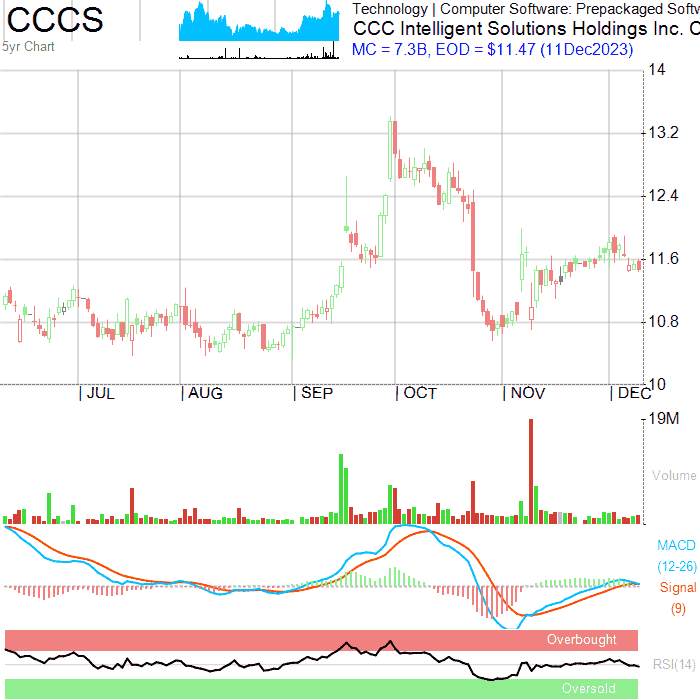 CCCS
5yr Chart
Technology | Computer Software: Prepackaged Softw
CCC Intelligent Solutions Holdings Inc. C
MC = 7.3B, EOD = $11.47 (11Dec2023)
14
13.2
12.4
11.6
10.8
10
JUL AUG SEP OCT NOV DEC
19M
Volume
MACD
(12-26)
Signal
(9)
Overbought
RSI(14)
Oversold